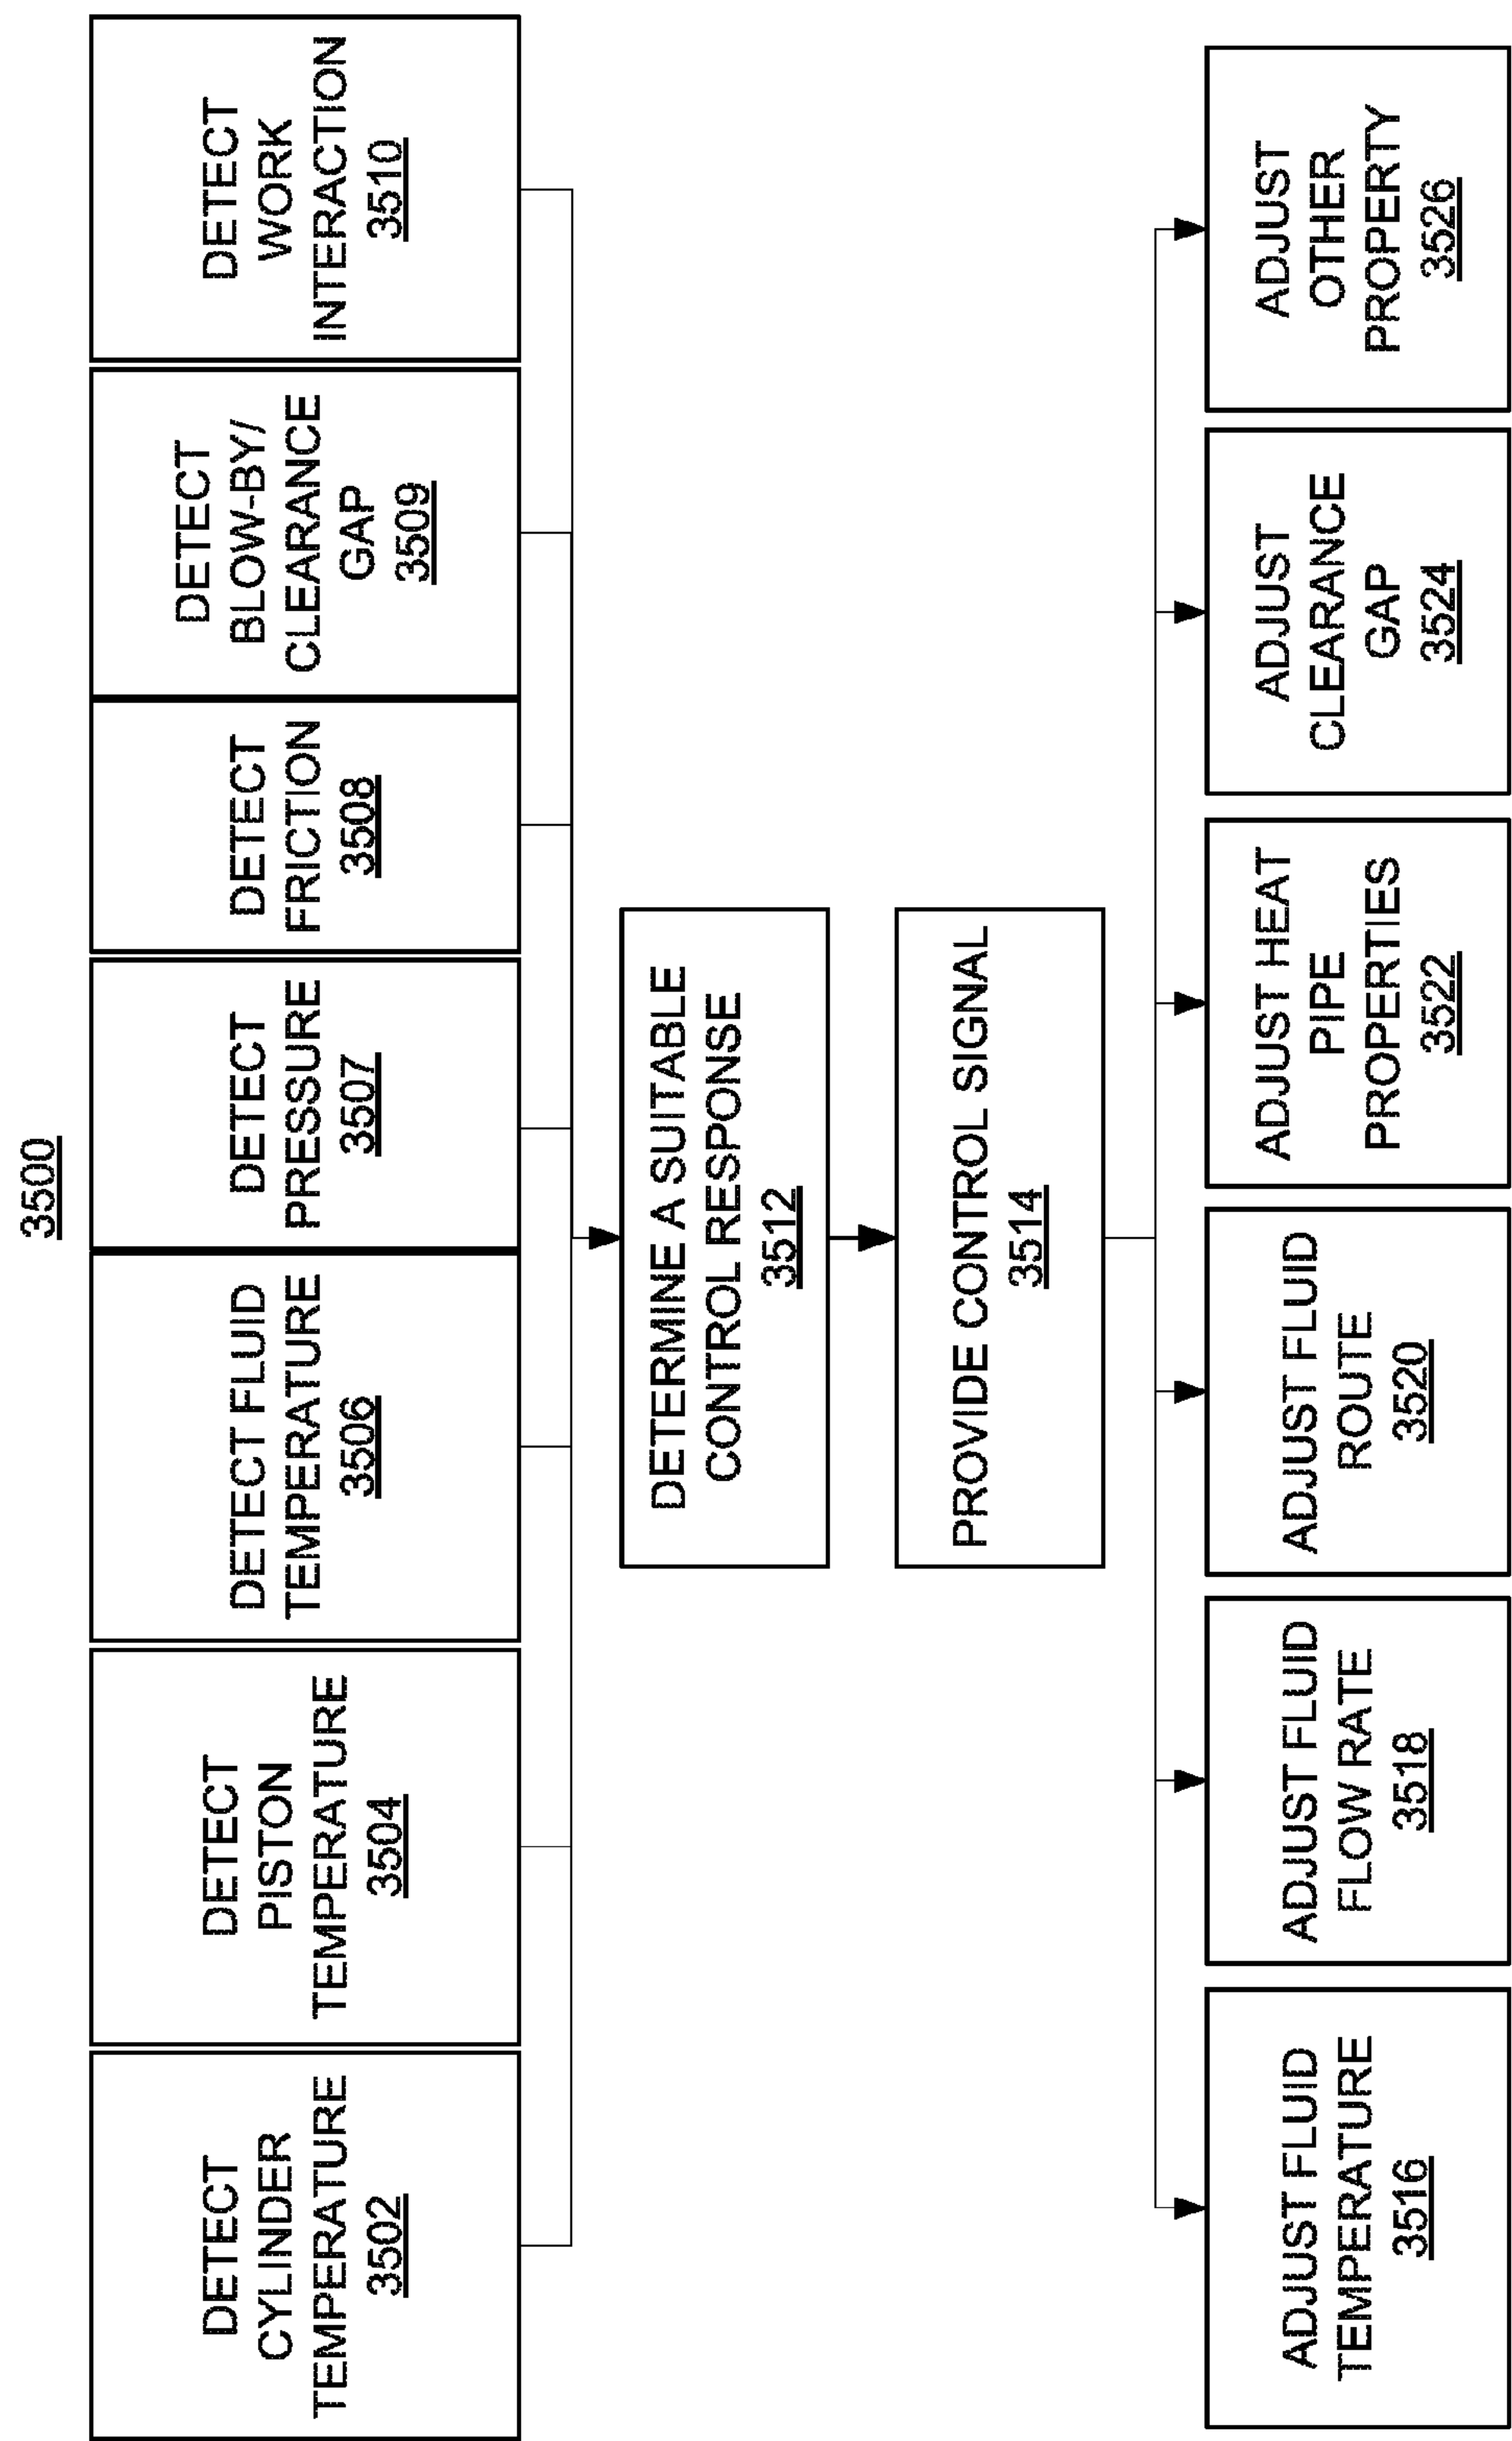 3500
DETECT
CYLINDER
TEMPERATURE
3502
DETECT
PISTON
TEMPERATURE
3504
DETECT FLUID
TEMPERATURE
3506
DETECT
PRESSURE
3507
DETECT
FRICTION
3508
DETECT
BLOW-BY/
CLEARANCE
GAP
3509
DETECT
WORK
INTERACTION
3510
DETERMINE A SUITABLE
CONTROL RESPONSE
3512
PROVIDE CONTROL SIGNAL
3514
ADJUST FLUID
TEMPERATURE
3516
ADJUST FLUID
FLOW RATE
3518
ADJUST FLUID
ROUTE
3520
ADJUST HEAT
PIPE
PROPERTIES
3522
ADJUST
CLEARANCE
GAP
3524
ADJUST
OTHER
PROPERTY
3526